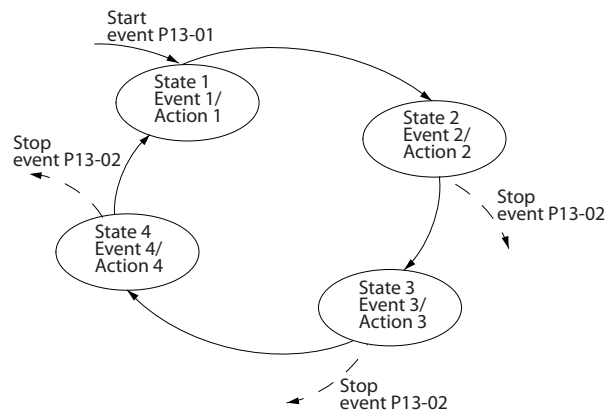 Start
event P13-01
State 1
Event 1/
Action 1
State 2
Event 2/
Action 2
Stop
event P13-02
Stop
event P13-02
State 4
Event 4/
Action 4
State 3
Event 3/
Action 3
Stop
event P13-02